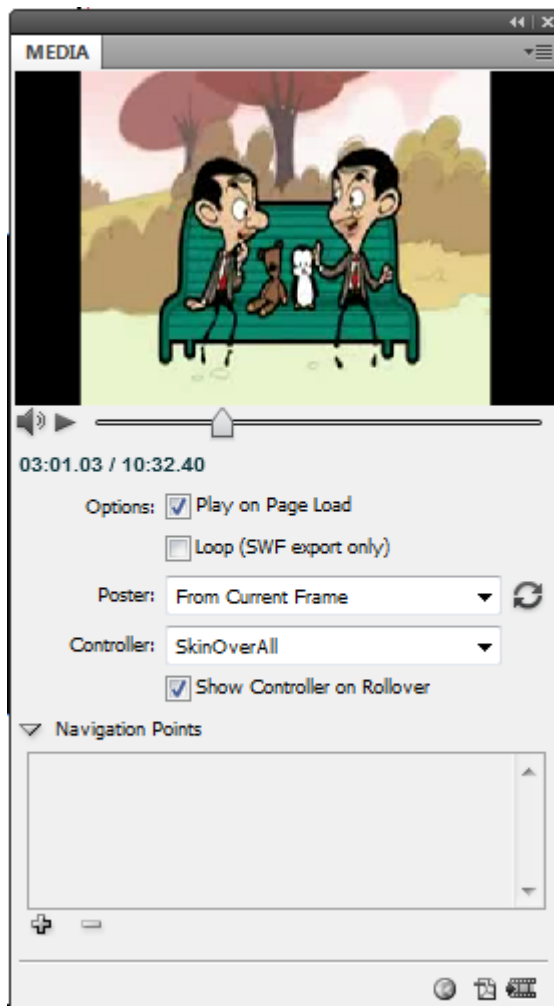 MEDIA
03:01.03 / 10:32.40
Options: Play on Page Load
Loop (SWF export only)
Poster: From Current Frame
Controller: SkinOverAll
Show Controller on Rollover
Navigation Points